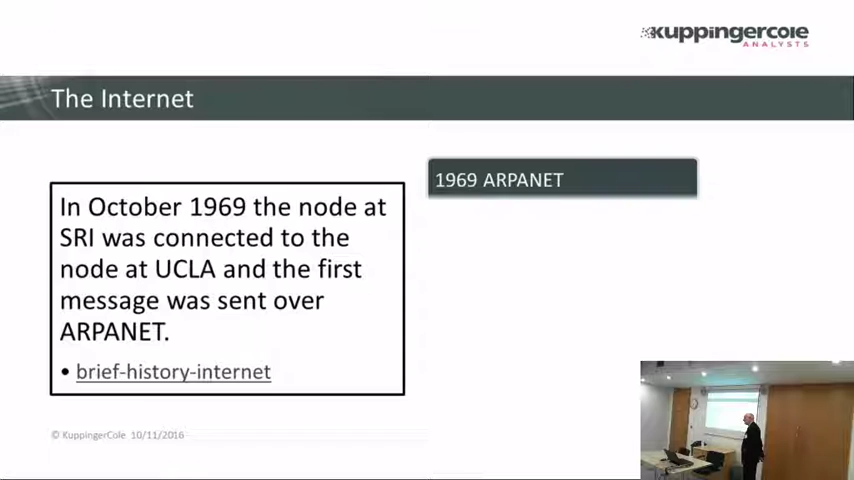 kuppingercole
ANALYSTS
The Internet
In October 1969 the node at
SRI was connected to the
node at UCLA and the first
message was sent over
ARPANET.
• brief-history-internet
1969 ARPANET
© KuppingerCole 10/11/2016